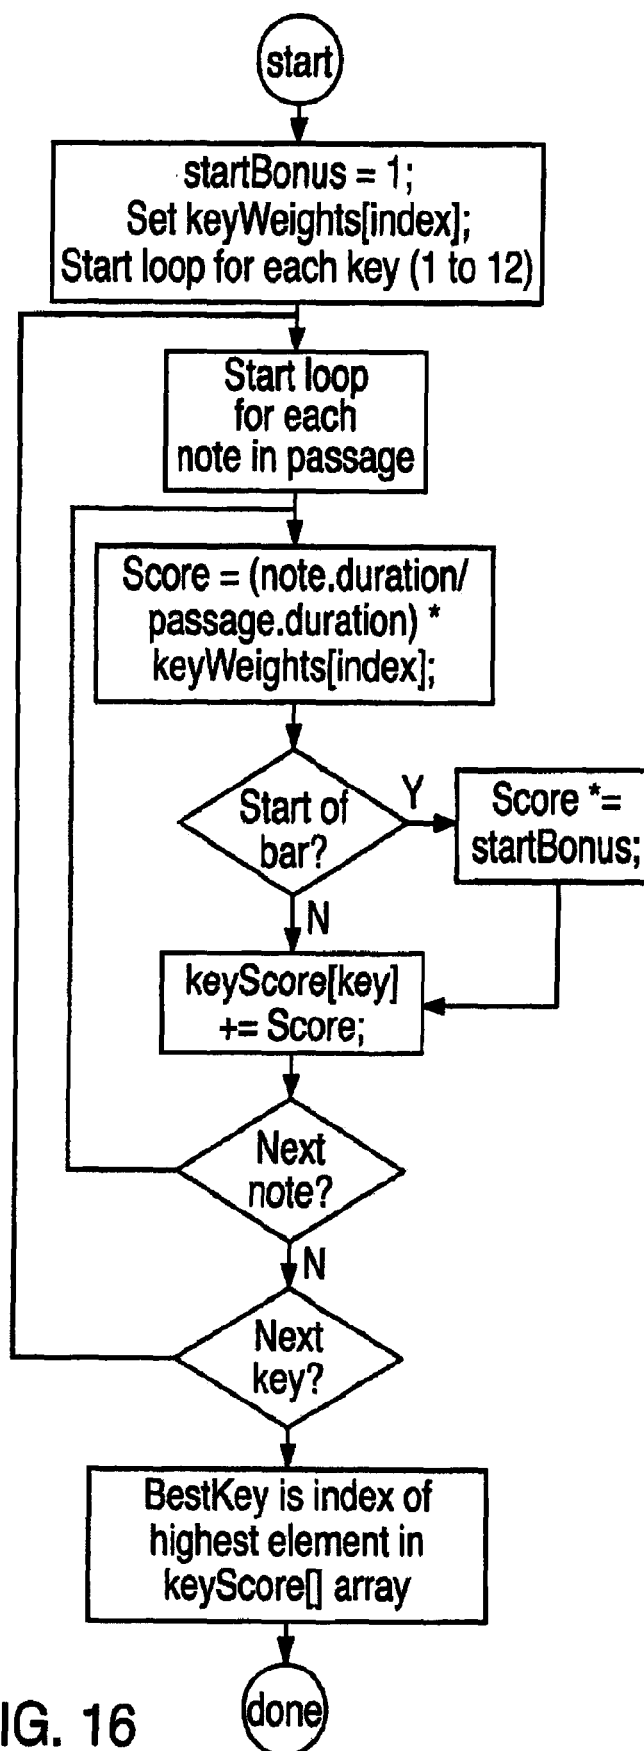 start
startBonus = 1;
Set keyWeights[index];
Start loop for each key (1 to 12)
Start loop
for each
note in passage
Score = (note.duration/
passage.duration) *
keyWeights[index];
Start of
bar?
Y
Score *=
startBonus;
N
keyScore[key]
+= Score;
Next
note?
N
Next
key?
BestKey is index of
highest element in
keyScore[] array
done
IG. 16